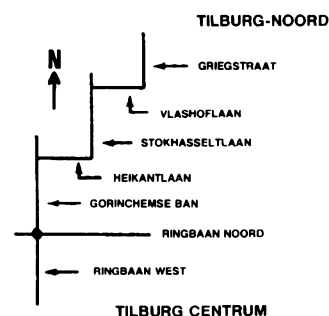 TILBURG-NOORD
N
GRIEGSTRAAT
VLASHOFLAAN
STOKHASSELTLAAN
HEIKANTLAAN
GORINCHEMSE BAN
RINGBAAN NOORD
RINGBAAN WEST
TILBURG CENTRUM